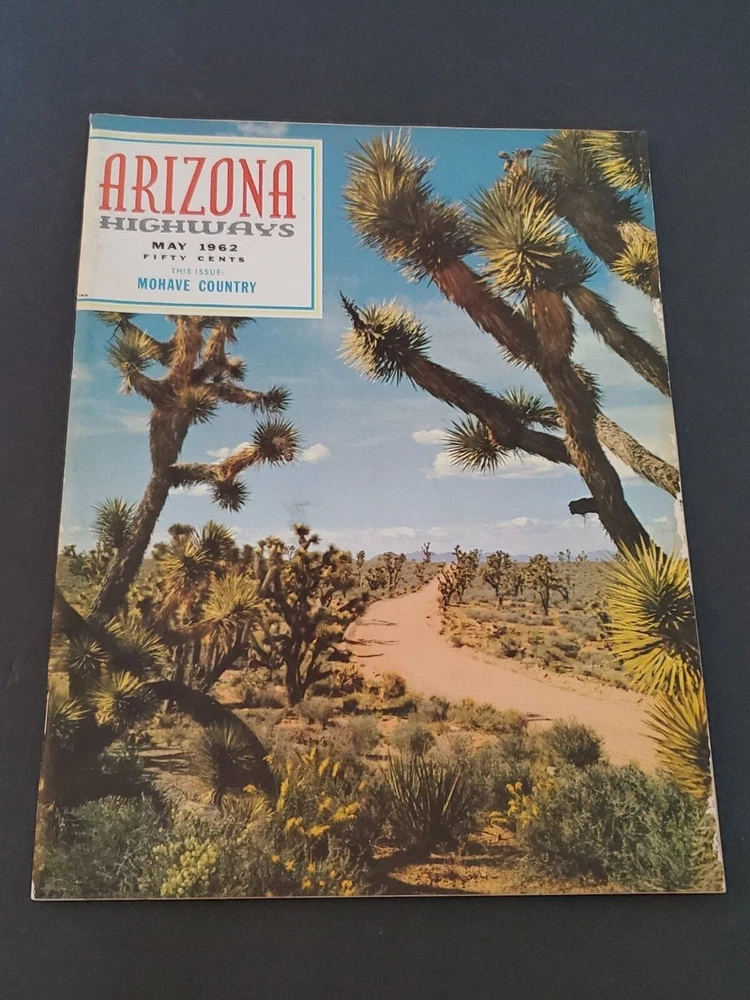 ARIZONA
HIGHWAYS
MAY 1962
FIFTY CENTS
THIS ISSUE:
MOHAVE COUNTRY